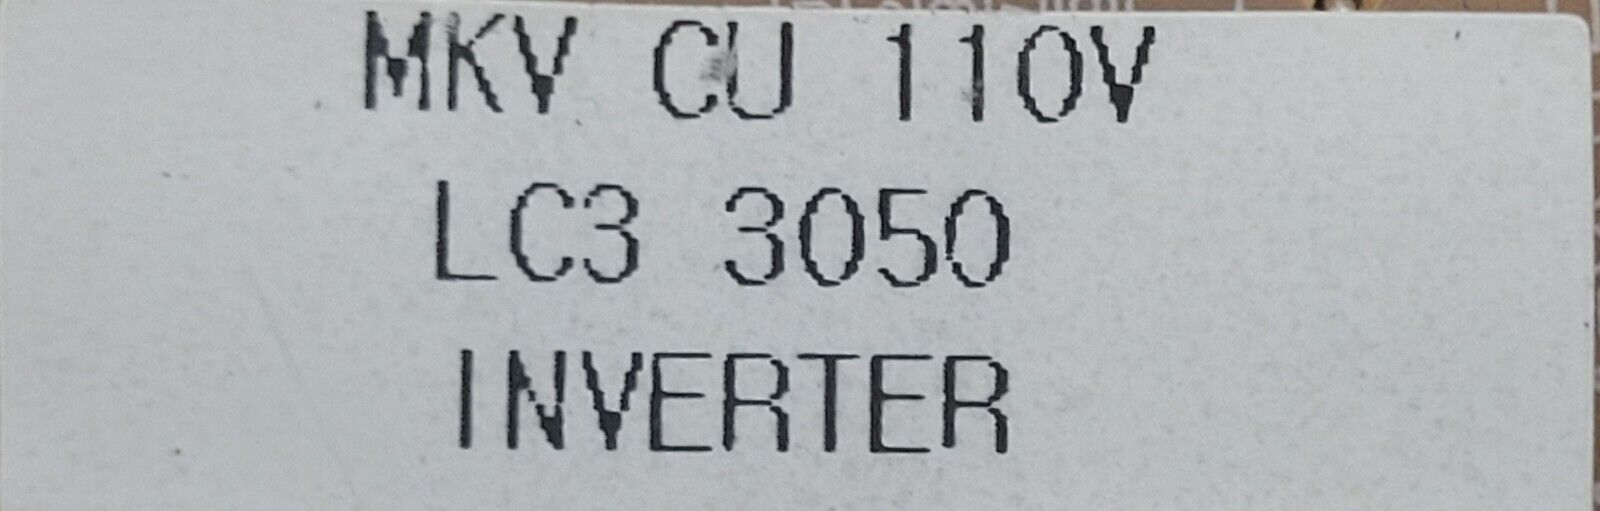 MKV CU 110V
LC3 3050
INVERTER